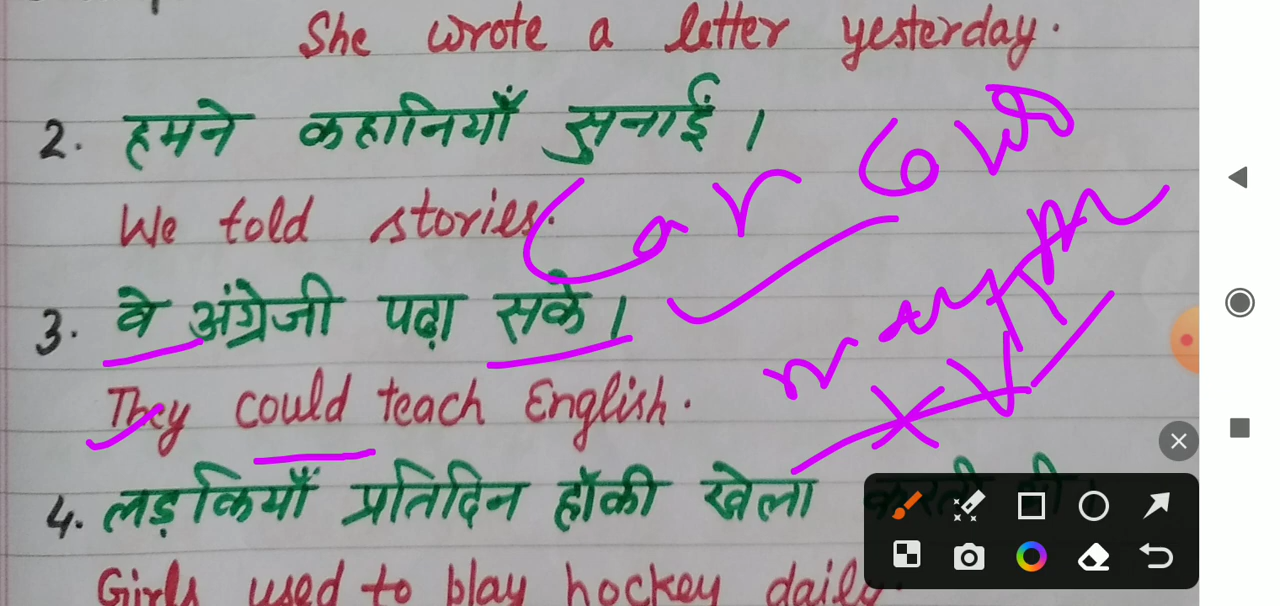 She wrote a letter yesterday.
2. हमने कहानियाँ सुनाईं ।
We told stories.
3. वे अंग्रेजी पढ़ा सके ।
They could teach English.
4. लड़कियाँ प्रतिदिन हॉकी खेला करती थी ।
Girls used to play hockey daily.